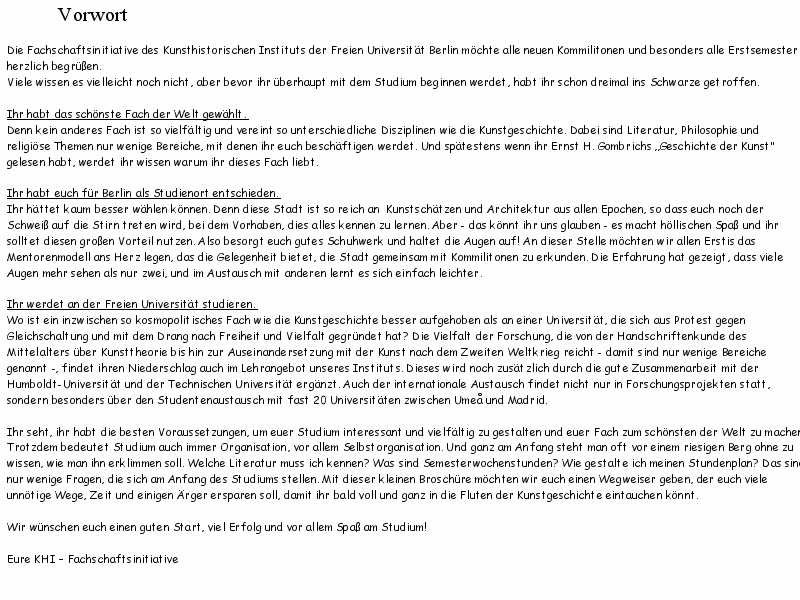 Vorwort
Die Fachschaftsinitiative des Kunsthistorischen Instituts der Freien Universität Berlin möchte alle neuen Kommilitonen und besonders alle Erstsemester
herzlich begrüßen.
Viele wissen es vielleicht noch nicht, aber bevor ihr überhaupt mit dem Studium beginnen werdet, habt ihr schon dreimal ins Schwarze getroffen.
Ihr habt das schönste Fach der Welt gewählt.
Denn kein anderes Fach ist so vielfältig und vereint so unterschiedliche Disziplinen wie die Kunstgeschichte. Dabei sind Literatur, Philosophie und
religiöse Themen nur wenige Bereiche, mit denen ihr euch beschäftigen werdet. Und spätestens wenn ihr Ernst H. Gombrichs „Geschichte der Kunst"
gelesen habt, werdet ihr wissen warum ihr dieses Fach liebt.
Ihr habt euch für Berlin als Studienort entschieden.
Ihr hättet kaum besser wählen können. Denn diese Stadt ist so reich an Kunstschätzen und Architektur aus allen Epochen, so dass euch noch der
Schweiß auf die Stirn treten wird, bei dem Vorhaben, dies alles kennen zu lernen. Aber - das könnt ihr uns glauben - es macht höllischen Spaß und ihr
solltet diesen großen Vorteil nutzen. Also besorgt euch gutes Schuhwerk und haltet die Augen auf! An dieser Stelle möchten wir allen Erstis das
Mentorenmodell ans Herz legen, das die Gelegenheit bietet, die Stadt gemeinsam mit Kommilitonen zu erkunden. Die Erfahrung hat gezeigt, dass viele
Augen mehr sehen als nur zwei, und im Austausch mit anderen lernt es sich einfach leichter.
Ihr werdet an der Freien Universität studieren.
Wo ist ein inzwischen so kosmopolitisches Fach wie die Kunstgeschichte besser aufgehoben als an einer Universität, die sich aus Protest gegen
Gleichschaltung und mit dem Drang nach Freiheit und Vielfalt gegründet hat? Die Vielfalt der Forschung, die von der Handschriftenkunde des
Mittelalters über Kunsttheorie bis hin zur Auseinandersetzung mit der Kunst nach dem Zweiten Weltkrieg reicht - damit sind nur wenige Bereiche
genannt -, findet ihren Niederschlag auch im Lehrangebot unseres Instituts. Dieses wird noch zusätzlich durch die gute Zusammenarbeit mit der
Humboldt-Universität und der Technischen Universität ergänzt. Auch der internationale Austausch findet nicht nur in Forschungsprojekten statt,
sondern besonders über den Studentenaustausch mit fast 20 Universitäten zwischen Umeå und Madrid.
Ihr seht, ihr habt die besten Voraussetzungen, um euer Studium interessant und vielfältig zu gestalten und euer Fach zum schönsten der Welt zu machen
Trotzdem bedeutet Studium auch immer Organisation, vor allem Selbstorganisation. Und ganz am Anfang steht man oft vor einem riesigen Berg ohne zu
wissen, wie man ihn erklimmen soll. Welche Literatur muss ich kennen? Was sind Semesterwochenstunden? Wie gestalte ich meinen Stundenplan? Das sind
nur wenige Fragen, die sich am Anfang des Studiums stellen. Mit dieser kleinen Broschüre möchten wir euch einen Wegweiser geben, der euch viele
unnötige Wege, Zeit und einigen Ärger ersparen soll, damit ihr bald voll und ganz in die Fluten der Kunstgeschichte eintauchen könnt.
Wir wünschen euch einen guten Start, viel Erfolg und vor allem Spaß am Studium!
Eure KHI – Fachschaftsinitiative